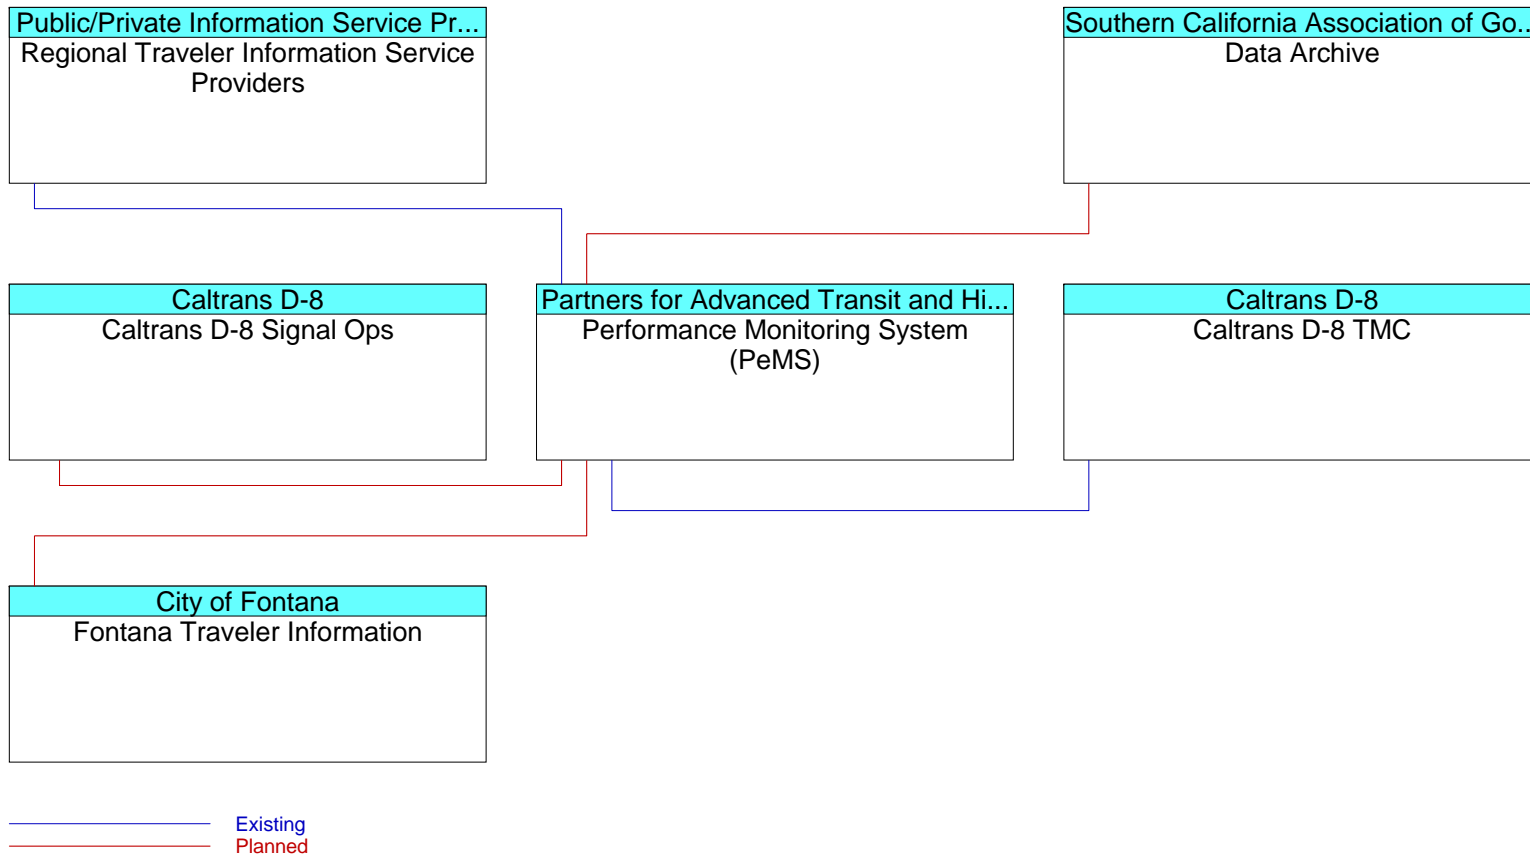 Public/Private Information Service Pr...
Regional Traveler Information Service
Providers
Southern California Association of Go...
Data Archive
Caltrans D-8
Caltrans D-8 Signal Ops
Partners for Advanced Transit and Hi...
Performance Monitoring System
(PeMS)
Caltrans D-8
Caltrans D-8 TMC
City of Fontana
Fontana Traveler Information
Existing
Planned